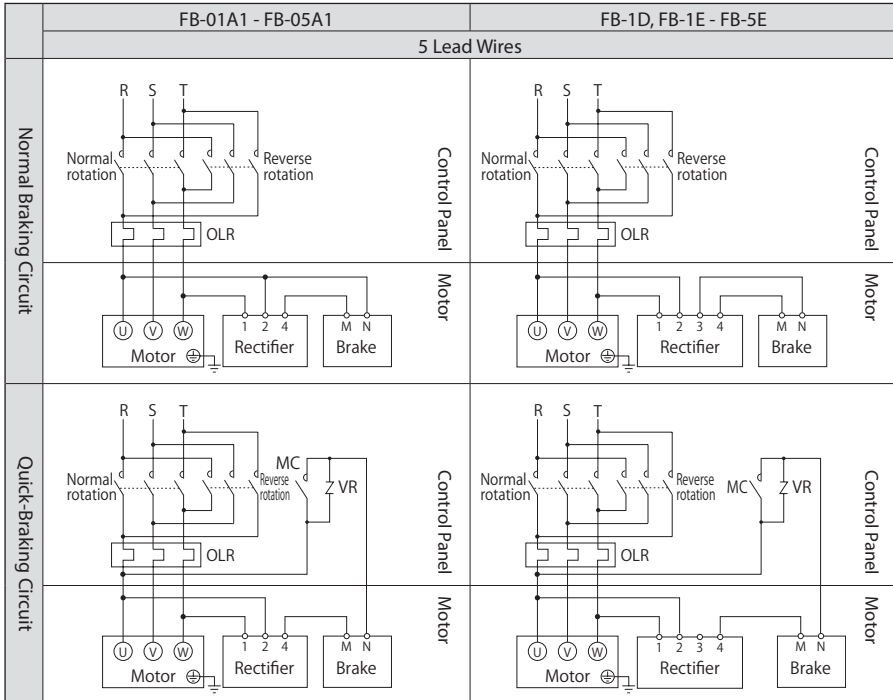 FB-01A1 - FB-05A1
FB-1D, FB-1E - FB-5E
5 Lead Wires
Normal Braking Circuit
R S T
Normal
rotation
Reverse
rotation
OLR
Control Panel
Motor
U V W
Motor
1 2 4
Rectifier
M N
Brake
R S T
Normal
rotation
Reverse
rotation
OLR
Control Panel
Motor
U V W
Motor
1 2 3 4
Rectifier
M N
Brake
Quick-Braking Circuit
R S T
Normal
rotation
Reverse
rotation
MC
VR
OLR
Control Panel
Motor
U V W
Motor
1 2 4
Rectifier
M N
Brake
R S T
Normal
rotation
Reverse
rotation
MC
VR
OLR
Control Panel
Motor
U V W
Motor
1 2 3 4
Rectifier
M N
Brake